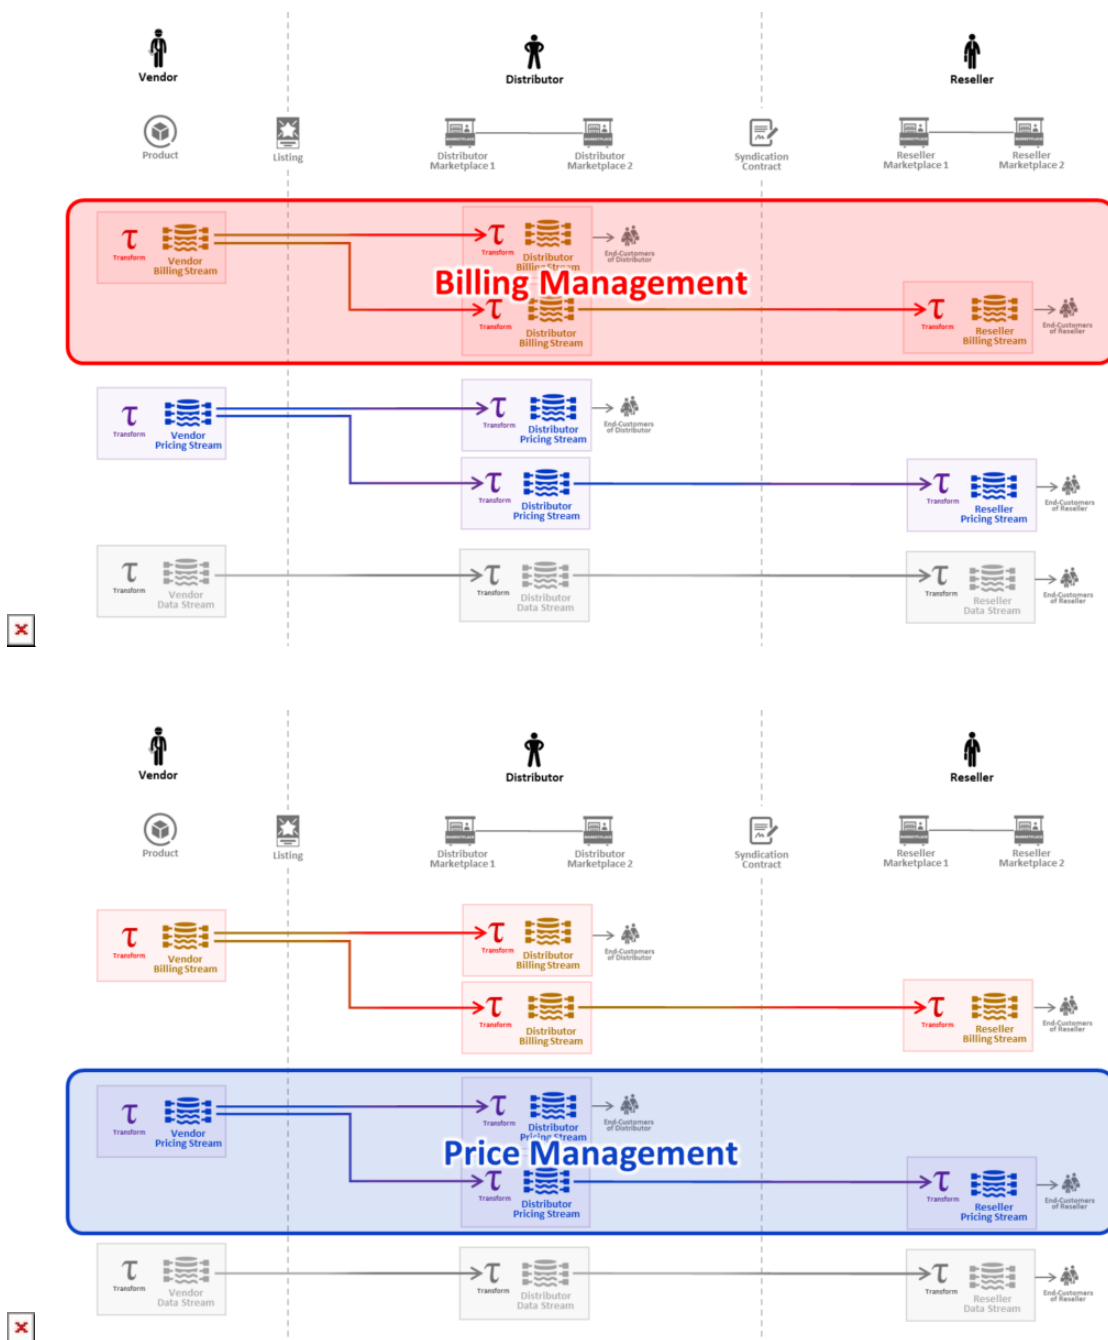 Vendor
Distributor
Reseller
Product
Listing
Distributor
Marketplace 1
Distributor
Marketplace 2
Syndication
Contract
Reseller
Marketplace 1
Reseller
Marketplace 2
τ
Transform
Vendor
Billing Stream
τ
Transform
Distributor
Billing Stream
End-Customers
of Distributor
Billing Management
τ
Transform
Distributor
Billing Stream
τ
Transform
Reseller
Billing Stream
End-Customers
of Reseller
τ
Transform
Vendor
Pricing Stream
τ
Transform
Distributor
Pricing Stream
End-Customers
of Distributor
τ
Transform
Distributor
Pricing Stream
τ
Transform
Reseller
Pricing Stream
End-Customers
of Reseller
τ
Transform
Vendor
Data Stream
τ
Transform
Distributor
Data Stream
τ
Transform
Reseller
Data Stream
End-Customers
of Reseller
Vendor
Distributor
Reseller
Product
Listing
Distributor
Marketplace 1
Distributor
Marketplace 2
Syndication
Contract
Reseller
Marketplace 1
Reseller
Marketplace 2
τ
Transform
Vendor
Billing Stream
τ
Transform
Distributor
Billing Stream
End-Customers
of Distributor
τ
Transform
Distributor
Billing Stream
τ
Transform
Reseller
Billing Stream
End-Customers
of Reseller
τ
Transform
Vendor
Pricing Stream
τ
Transform
Distributor
Pricing Stream
End-Customers
of Distributor
Price Management
τ
Transform
Distributor
Pricing Stream
τ
Transform
Reseller
Pricing Stream
End-Customers
of Reseller
τ
Transform
Vendor
Data Stream
τ
Transform
Distributor
Data Stream
τ
Transform
Reseller
Data Stream
End-Customers
of Reseller